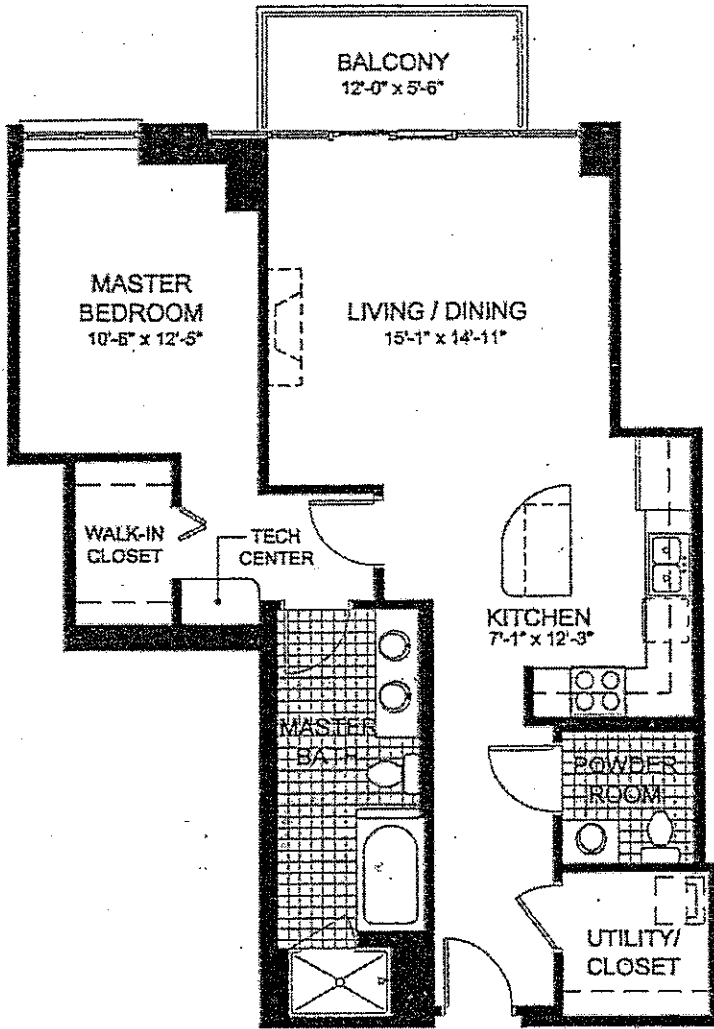 BALCONY
12'-0" x 5'-6"
MASTER
BEDROOM
10'-6" x 12'-5"
LIVING / DINING
15'-1" x 14'-11"
WALK-IN
CLOSET
TECH
CENTER
KITCHEN
7'-1" x 12'-3"
MASTER
BATH
POWDER
ROOM
UTILITY/
CLOSET